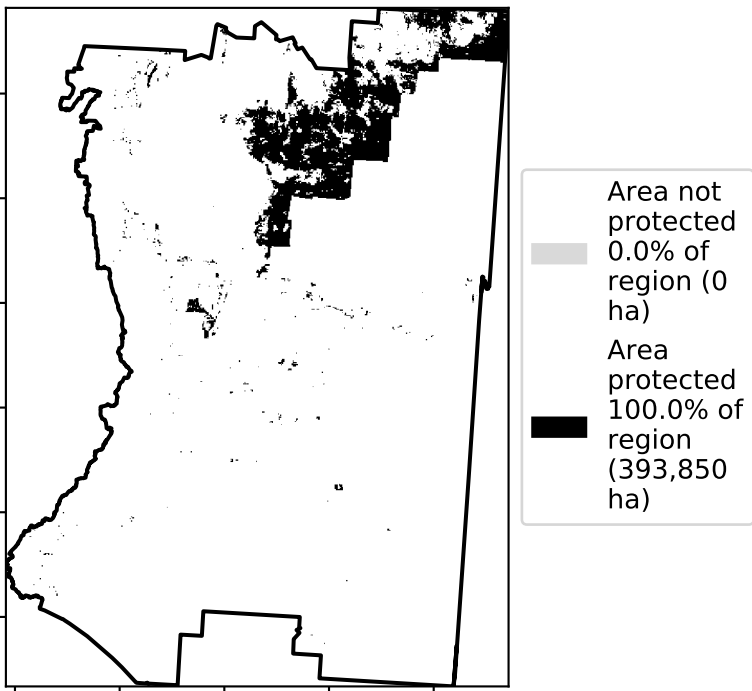 Area not
protected
0.0% of
region (0
ha)
Area
protected
100.0% of
region
(393,850
ha)